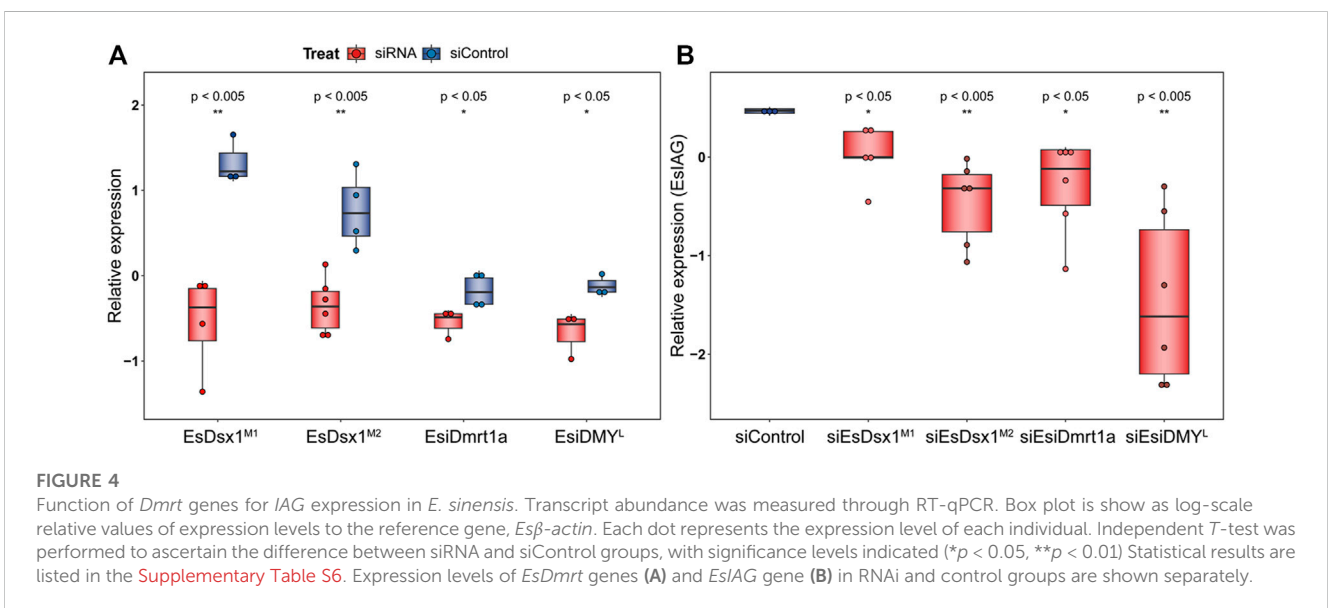 A
Treat siRNA siControl
B
p < 0.005 p < 0.005 p < 0.05 p < 0.05
** ** * *
2
1
0
−1
Relative expression
EsDsx1ᴹ¹ EsDsx1ᴹ² EsiDmrt1a EsiDMYᴸ
p < 0.05 p < 0.005 p < 0.05 p < 0.005
* ** * **
0
−1
−2
Relative expression (EsIAG)
siControl siEsDsx1ᴹ¹ siEsDsx1ᴹ² siEsiDmrt1a siEsiDMYᴸ
FIGURE 4
Function of Dmrt genes for IAG expression in E. sinensis. Transcript abundance was measured through RT-qPCR. Box plot is show as log-scale
relative values of expression levels to the reference gene, Esβ-actin. Each dot represents the expression level of each individual. Independent T-test was
performed to ascertain the difference between siRNA and siControl groups, with significance levels indicated (*p < 0.05, **p < 0.01) Statistical results are
listed in the Supplementary Table S6. Expression levels of EsDmrt genes (A) and EsIAG gene (B) in RNAi and control groups are shown separately.